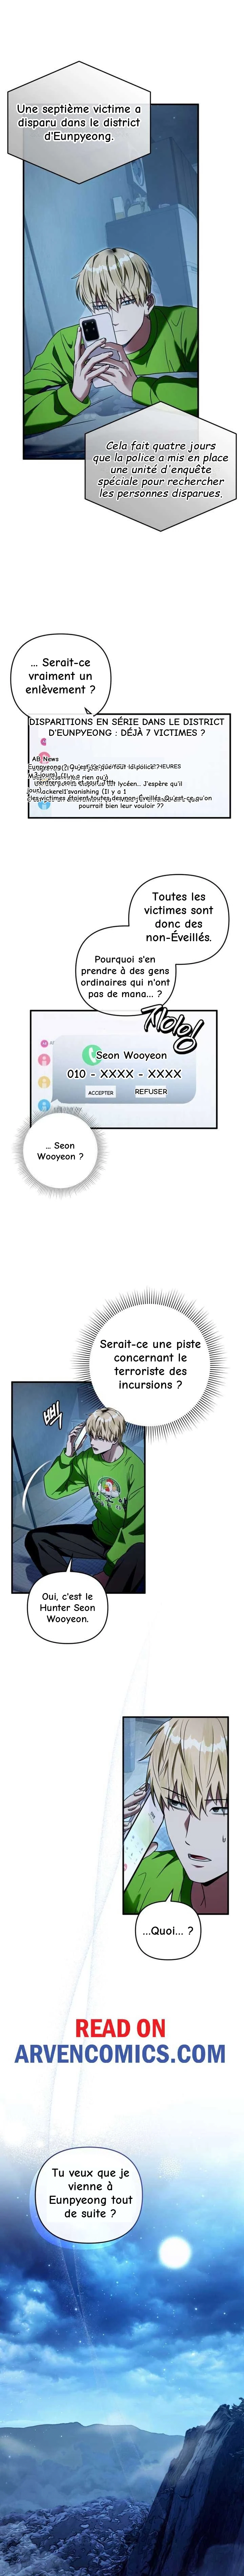 Une septième victime a
disparu dans le district
d'Eunpyeong.
Cela fait quatre jours
que la police a mis en place
une unité d'enquête
spéciale pour rechercher
les personnes disparues.
... Serait-ce
vraiment un
enlèvement ?
DISPARITIONS EN SÉRIE DANS LE DISTRICT
D'EUNPYEONG : DÉJÀ 7 VICTIMES ?
News
pourrait bien leur vouloir ??
Toutes les
victimes sont
donc des
non-Éveillés.
Pourquoi s'en
prendre à des gens
ordinaires qui n'ont
pas de mana... ?
Seon Wooyeon
010 - XXXX - XXXX
ACCEPTER REFUSER
... Seon
Wooyeon ?
Serait-ce une piste
concernant le
terroriste des
incursions ?
Oui, c'est le
Hunter Seon
Wooyeon.
...Quoi... ?
READ ON
ARVENCOMICS.COM
Tu veux que je
vienne à
Eunpyeong tout
de suite ?